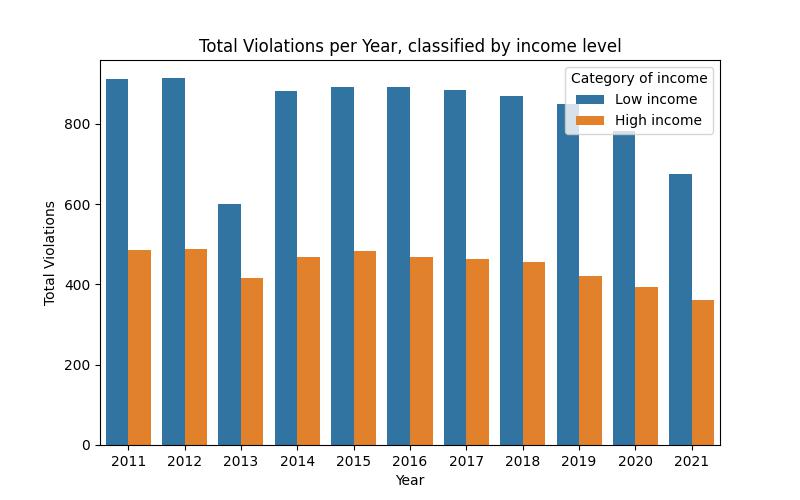 Total Violations per Year, classified by income level
Category of income
Low income
High income
Total Violations
800
600
400
200
0
2011 2012 2013 2014 2015 2016 2017 2018 2019 2020 2021
Year